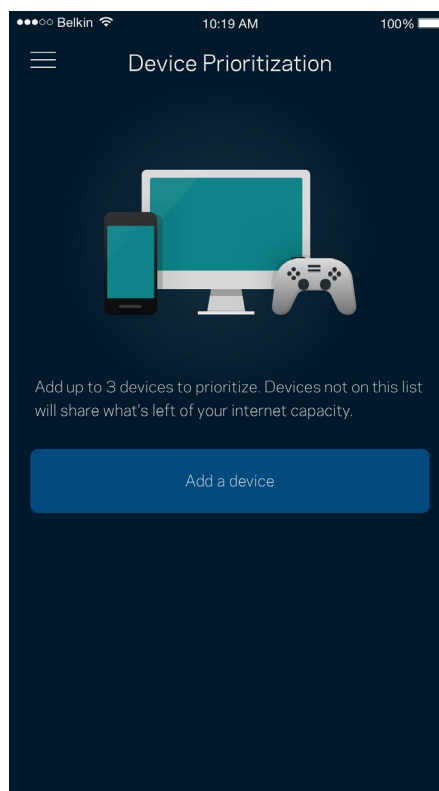 Belkin 10:19 AM 100%
Device Prioritization
Add up to 3 devices to prioritize. Devices not on this list
will share what's left of your internet capacity.
Add a device